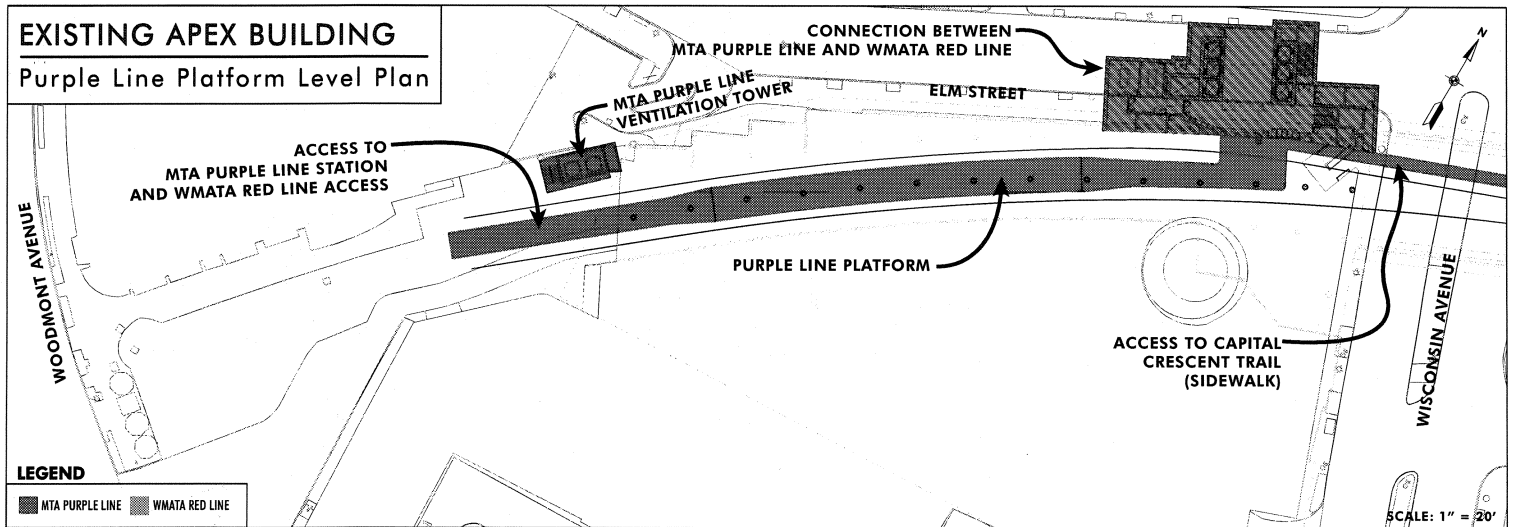 EXISTING APEX BUILDING
Purple Line Platform Level Plan
CONNECTION BETWEEN
MTA PURPLE LINE AND WMATA RED LINE
N
MTA PURPLE LINE
VENTILATION TOWER
ELM STREET
ACCESS TO
MTA PURPLE LINE STATION
AND WMATA RED LINE ACCESS
WOODMONT AVENUE
PURPLE LINE PLATFORM
ACCESS TO CAPITAL
CRESCENT TRAIL
(SIDEWALK)
WISCONSIN AVENUE
LEGEND
MTA PURPLE LINE
WMATA RED LINE
SCALE: 1" = 20'